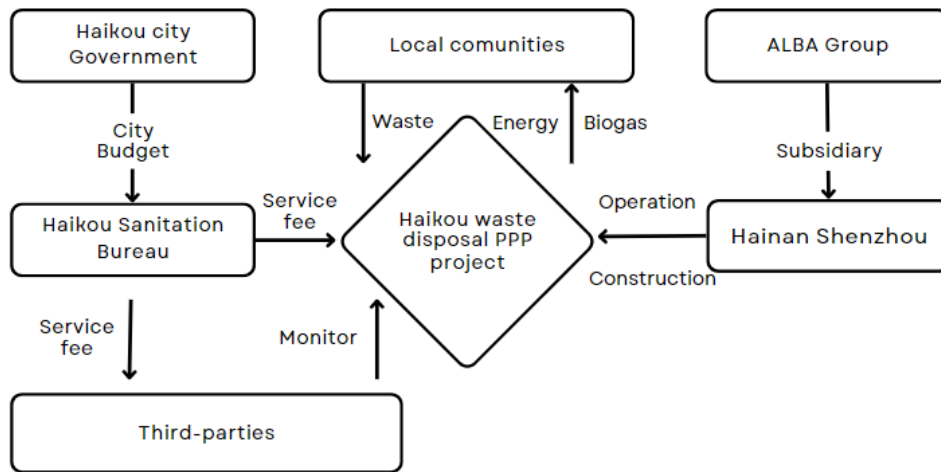 Haikou city
Government
Local comunities
ALBA Group
Waste
Energy
Biogas
City
Budget
Subsidiary
Haikou Sanitation
Bureau
Service
fee
Haikou waste
disposal PPP
project
Operation
Construction
Hainan Shenzhou
Service
fee
Monitor
Third-parties